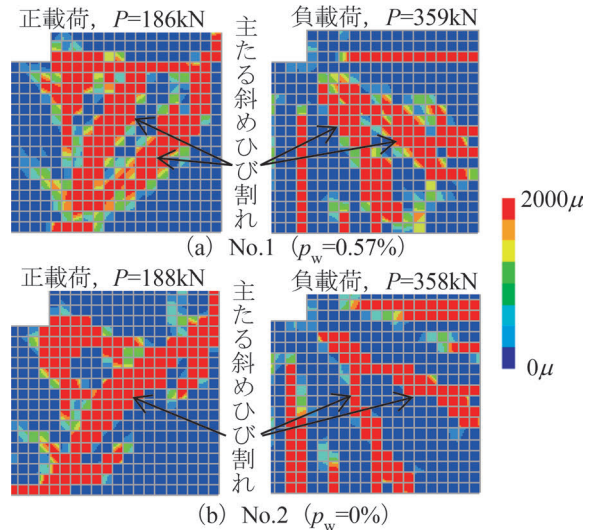 正載荷，P=186kN
負載荷，P=359kN
主たる斜めひび割れ
2000μ
0μ
(a) No.1 (pw=0.57%)
正載荷，P=188kN
負載荷，P=358kN
主たる斜めひび割れ
(b) No.2 (pw=0%)